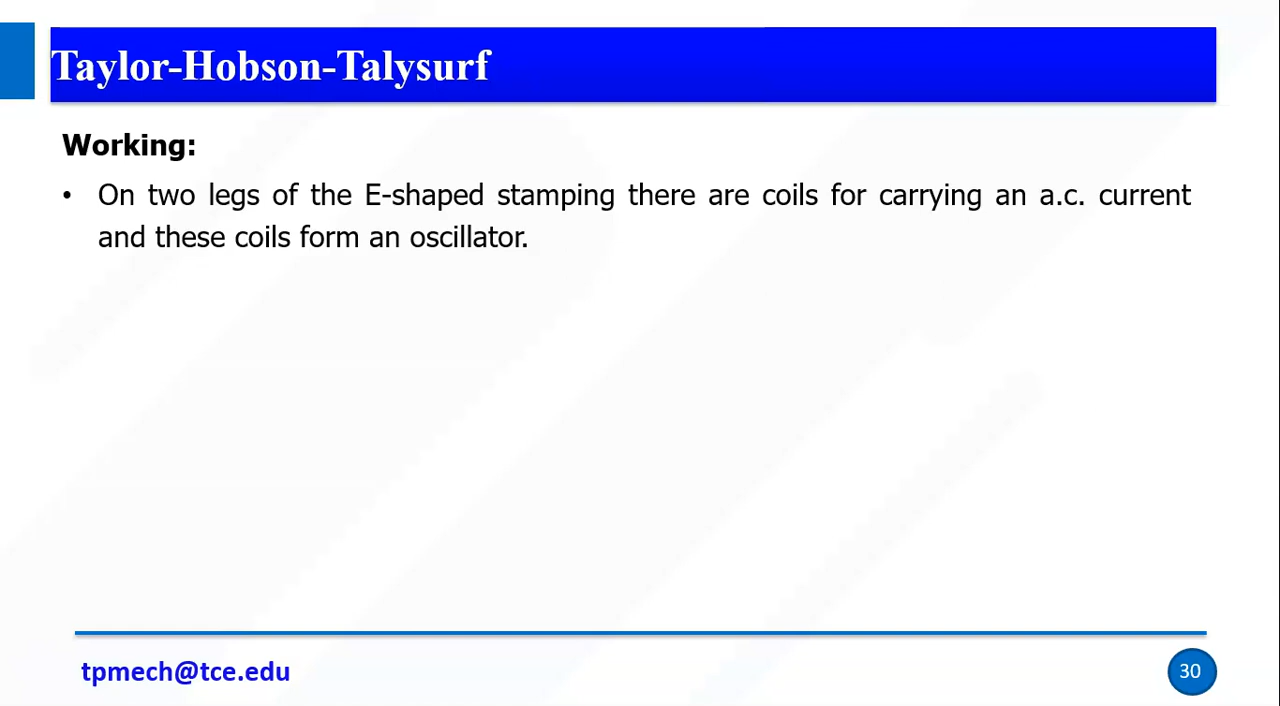 Taylor-Hobson-Talysurf
Working:
• On two legs of the E-shaped stamping there are coils for carrying an a.c. current
and these coils form an oscillator.
tpmech@tce.edu
30